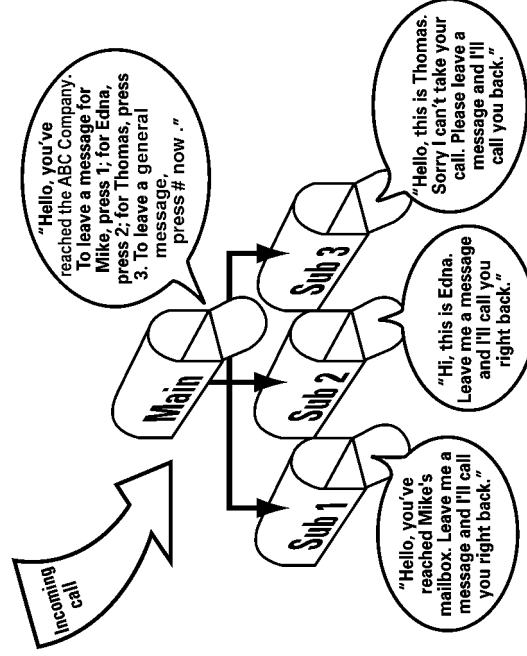 Incoming
call
"Hello, you've
reached the ABC Company.
To leave a message for
Mike, press 1; for Edna,
press 2; for Thomas, press
3. To leave a general
message,
press # now ."
Main
Sub 1
Sub 2
Sub 3
"Hello, you've
reached Mike's
mailbox. Leave me a
message and I'll call
you right back."
"Hi, this is Edna.
Leave me a message
and I'll call you
right back."
"Hello, this is Thomas.
Sorry I can't take your
call. Please leave a
message and I'll
call you back."